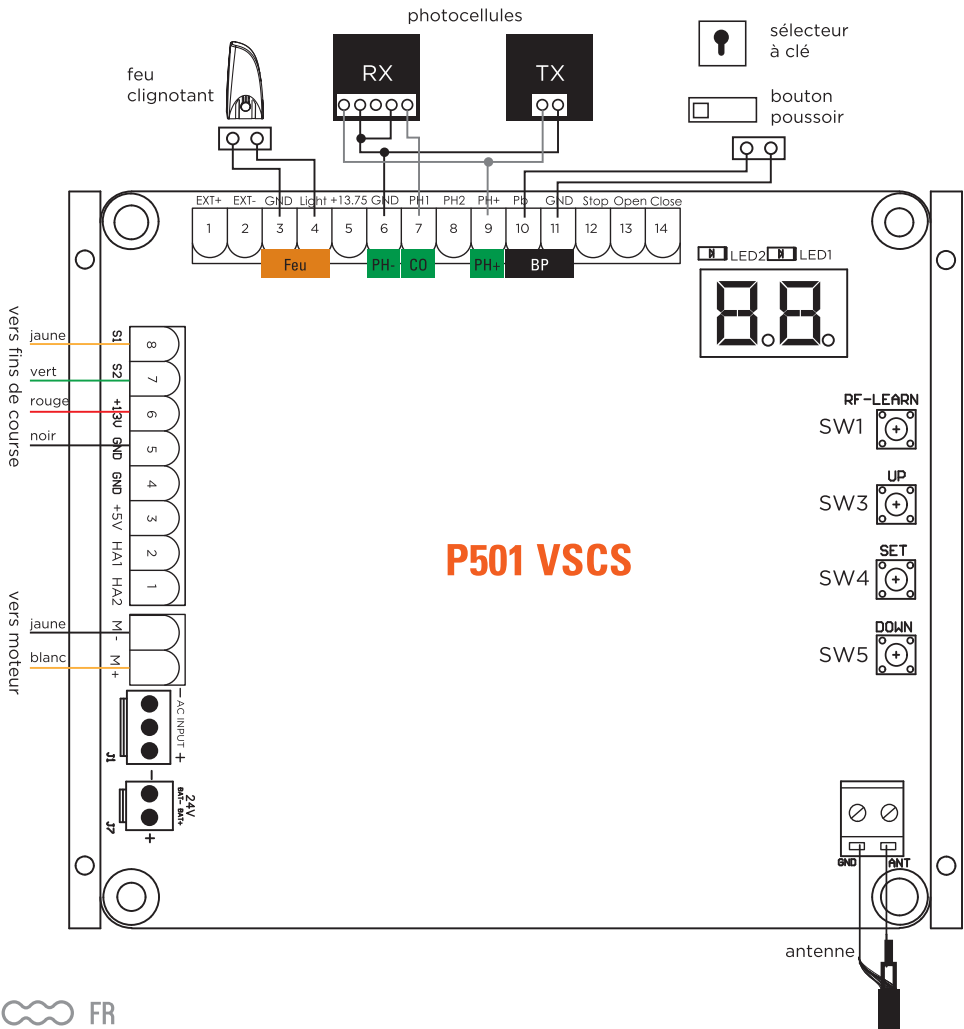 photocellules
sélecteur
à clé
feu
clignotant
RX
TX
bouton
poussoir
EXT+ EXT- GND Light +13.75 GND PH1 PH2 PH+ Pb GND Stop Open Close
1 2 3 4 5 6 7 8 9 10 11 12 13 14
Feu PH- CO PH+ BP
LED2 LED1
8.8.
vers fins de course
jaune S1 8
vert S2 7
rouge +13V 6
noir GND 5
GND 4
+5V 3
HA1 2
HA2 1
RF-LEARN
SW1
UP
SW3
SET
SW4
DOWN
SW5
P501 VSCS
vers moteur
jaune M -
blanc M +
- AC INPUT +
J1
-
24V
BAT- BAT+
J7
+
GND ANT
antenne
FR